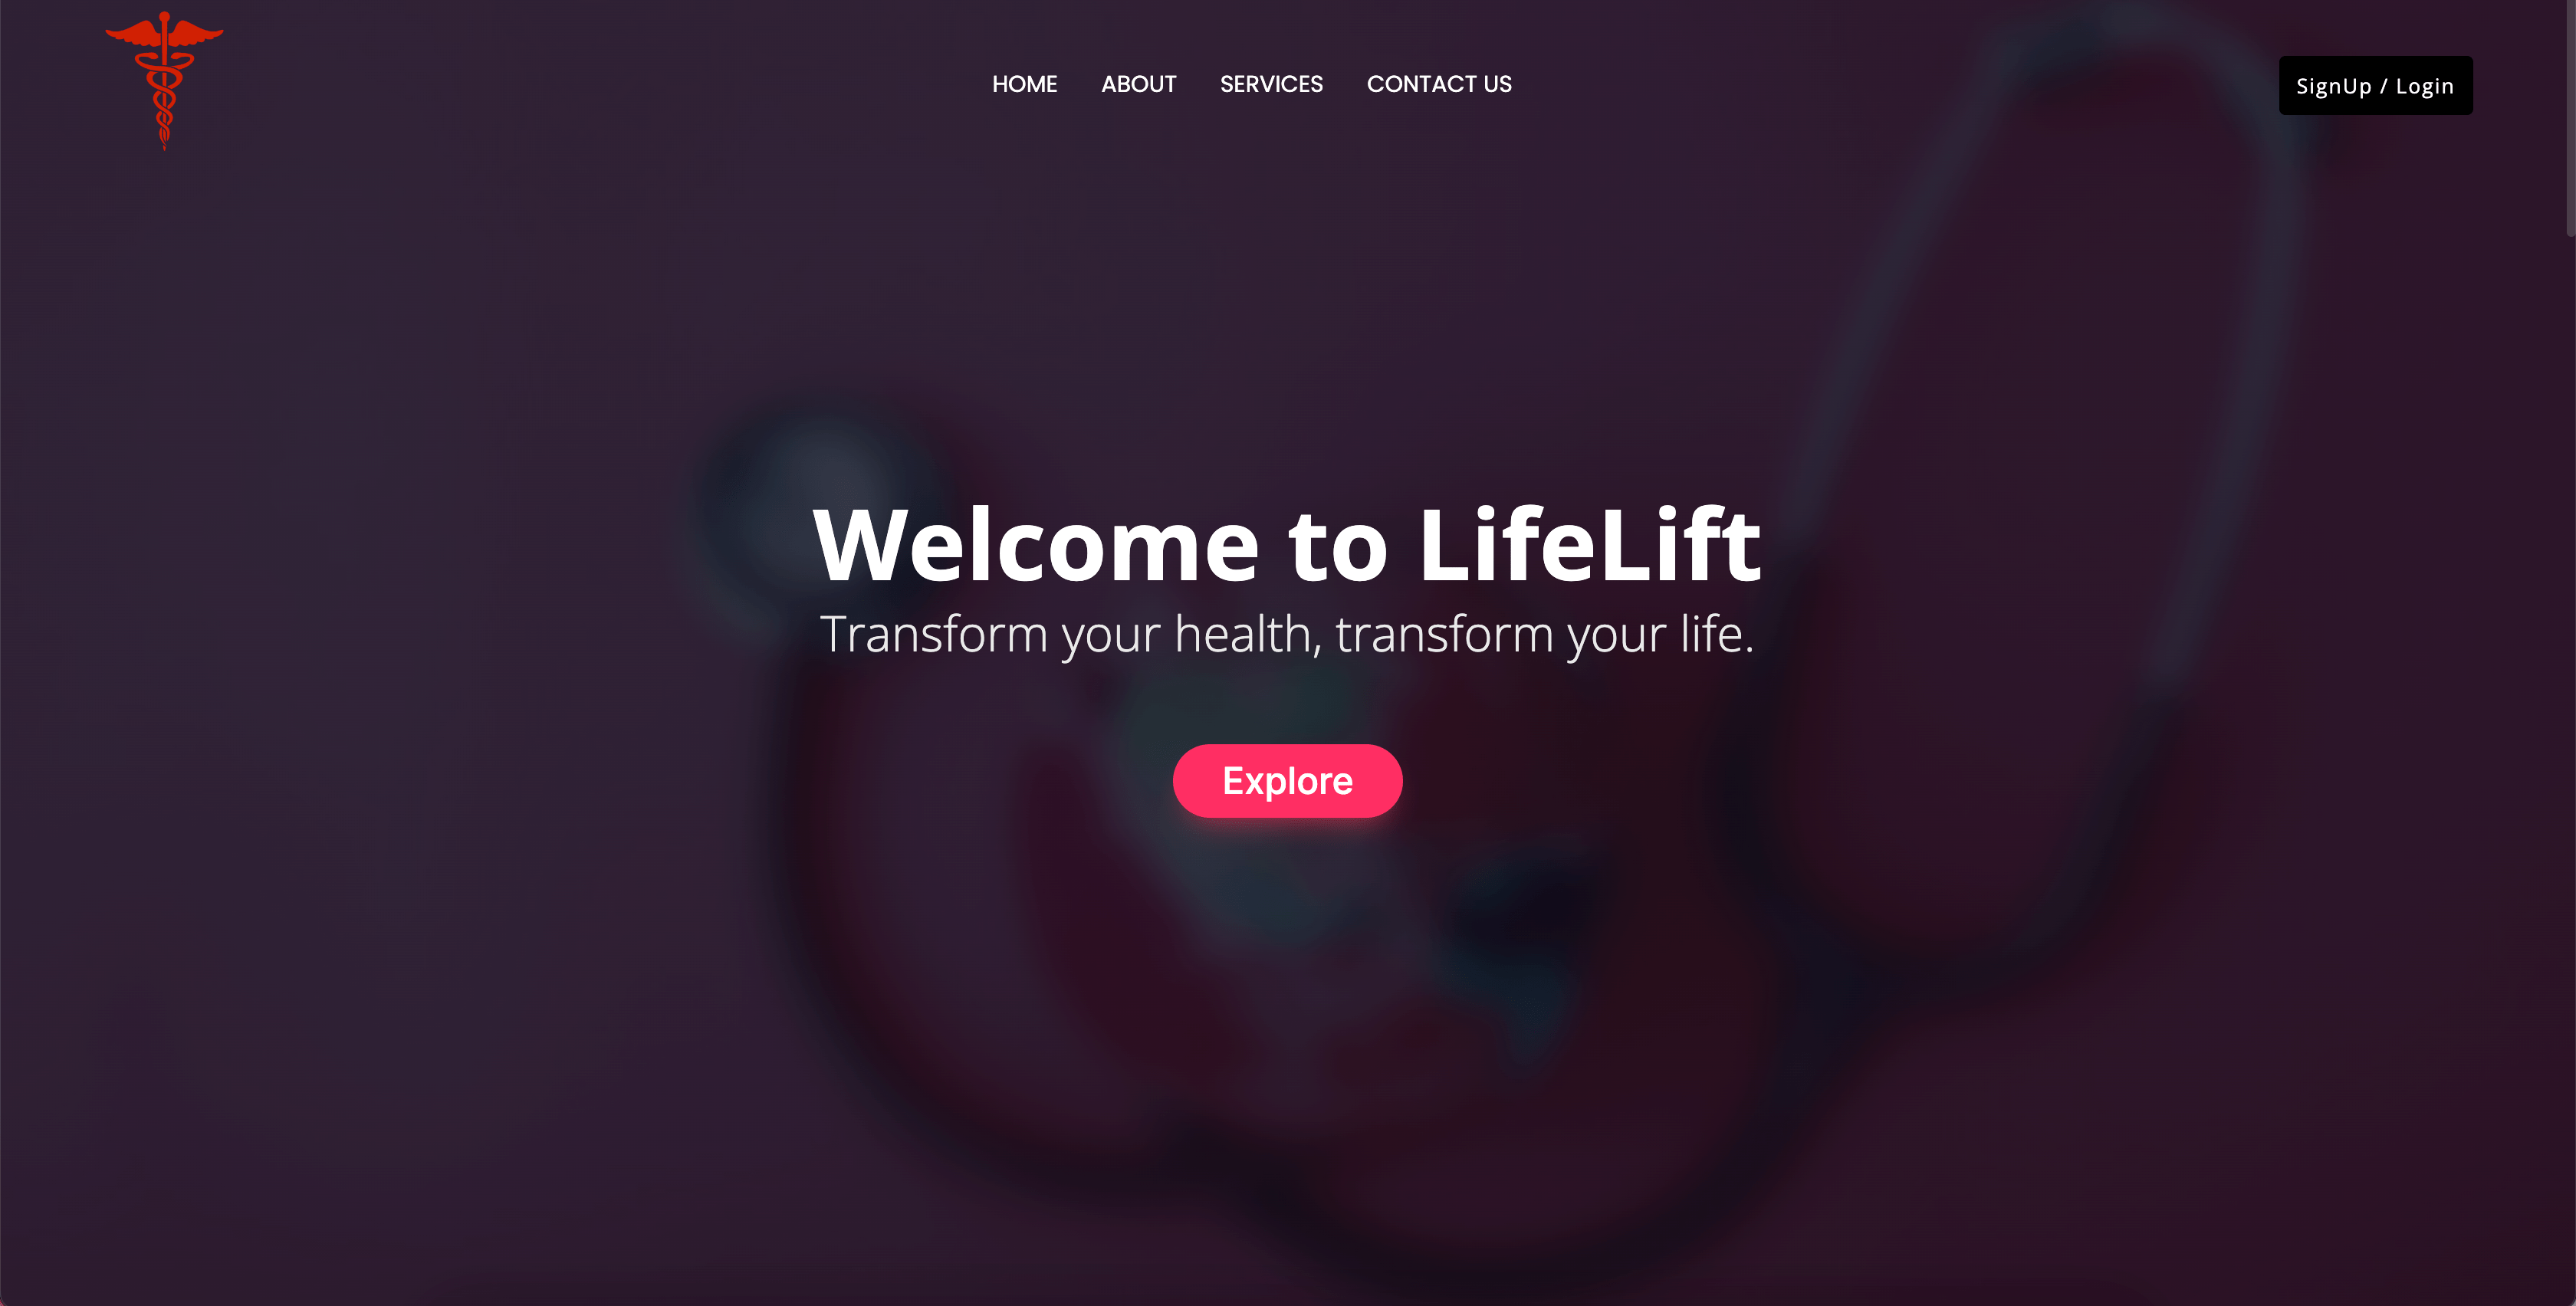 HOME ABOUT SERVICES CONTACT US
SignUp / Login
Welcome to LifeLift
Transform your health, transform your life.
Explore